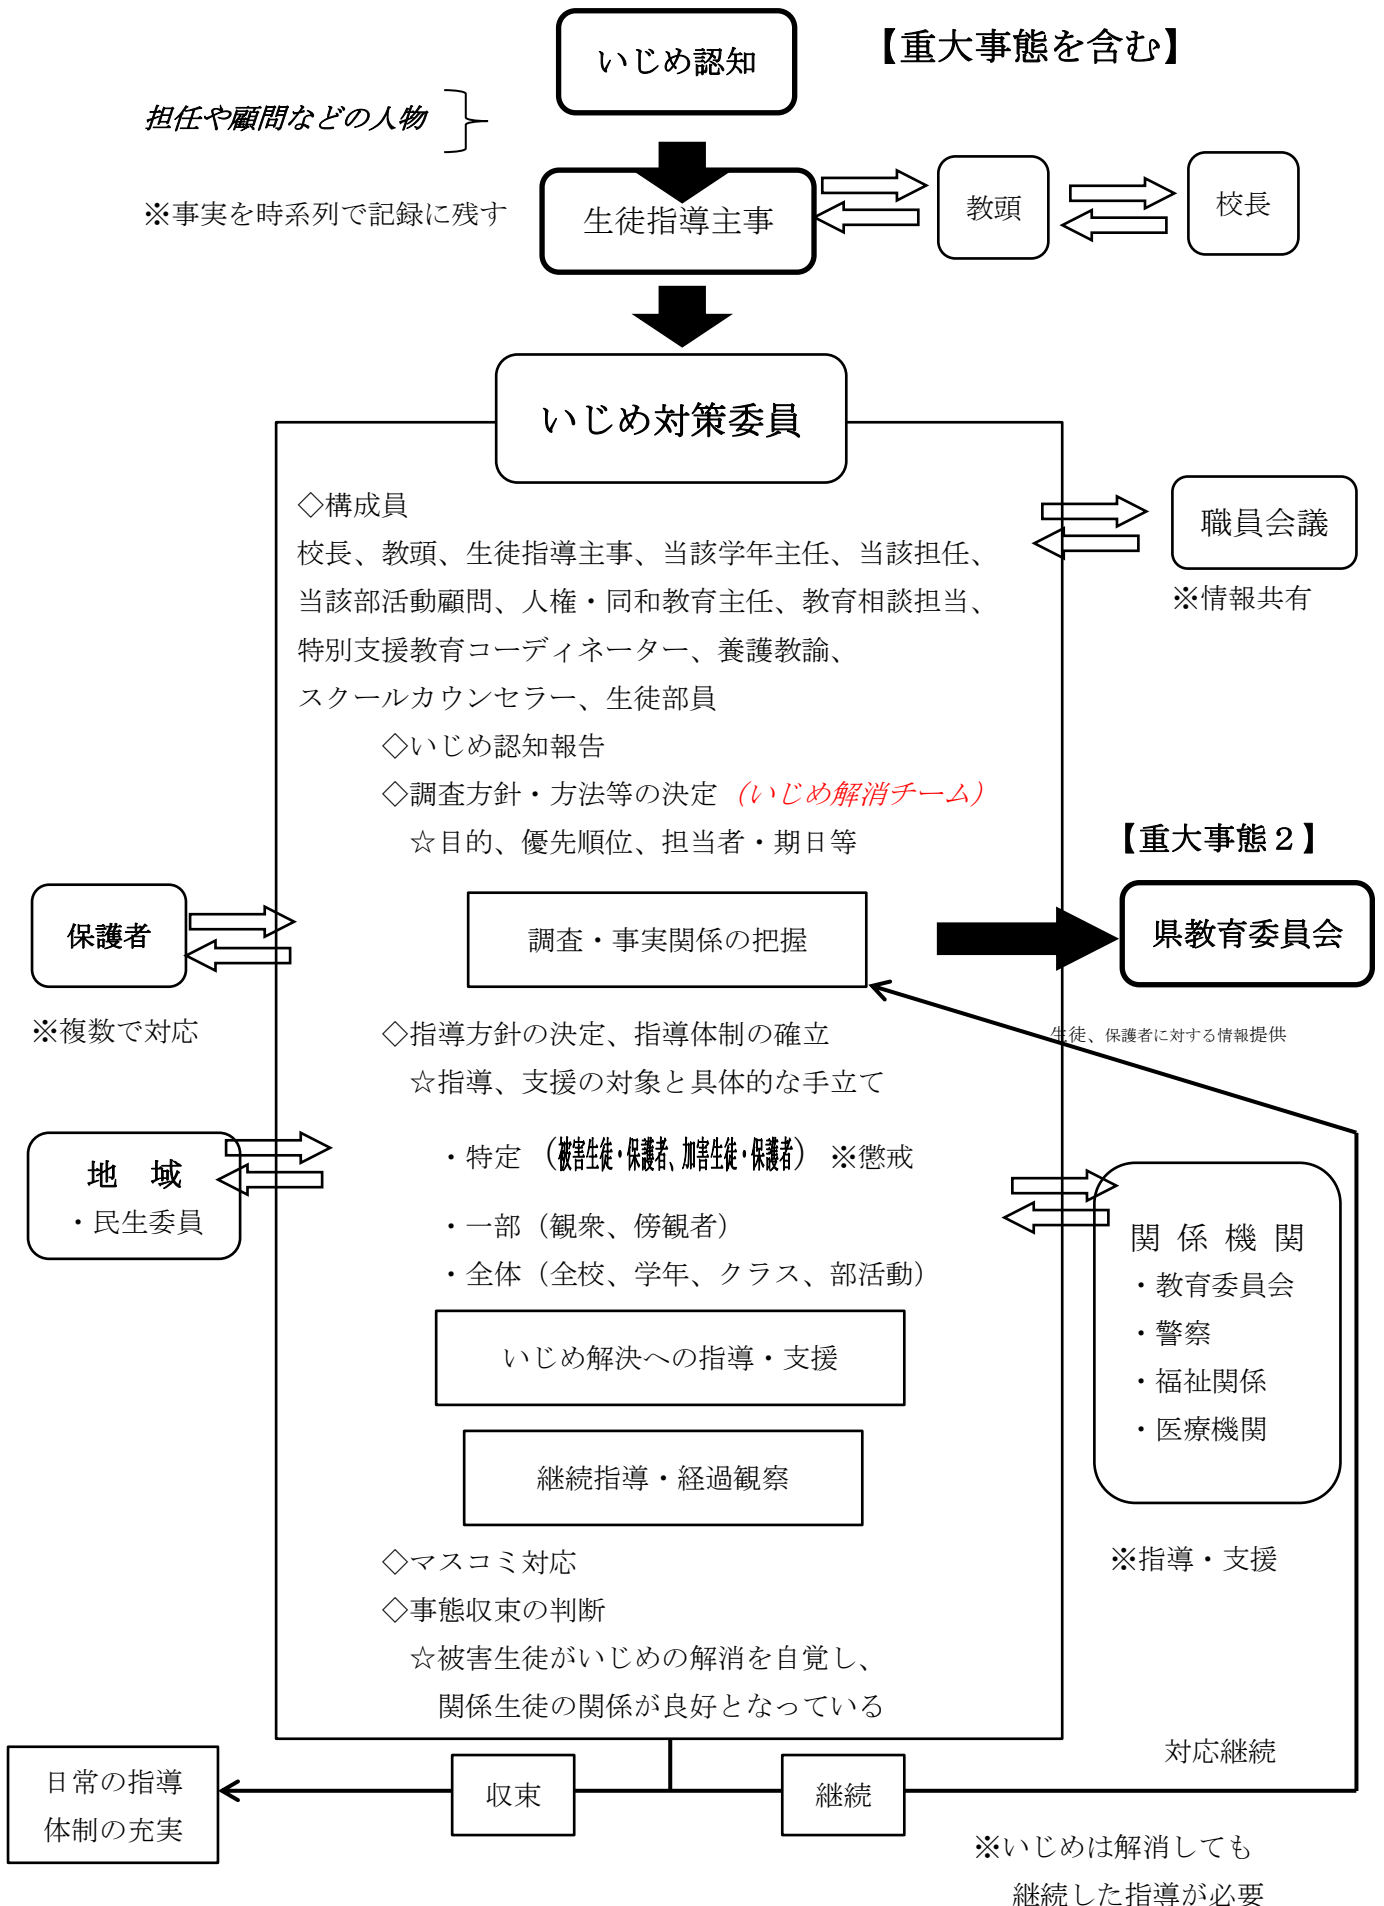 いじめ認知
【重大事態を含む】
担任や顧問などの人物
※事実を時系列で記録に残す
生徒指導主事
教頭
校長
いじめ対策委員
◇構成員
校長、教頭、生徒指導主事、当該学年主任、当該担任、
当該部活動顧問、人権・同和教育主任、教育相談担当、
特別支援教育コーディネーター、養護教諭、
スクールカウンセラー、生徒部員
職員会議
※情報共有
◇いじめ認知報告
◇調査方針・方法等の決定（いじめ解消チーム）
☆目的、優先順位、担当者・期日等
【重大事態２】
保護者
調査・事実関係の把握
県教育委員会
※複数で対応
◇指導方針の決定、指導体制の確立
生徒、保護者に対する情報提供
☆指導、支援の対象と具体的な手立て
地　域
・民生委員
・特定（被害生徒・保護者、加害生徒・保護者）※懲戒
・一部（観衆、傍観者）
・全体（全校、学年、クラス、部活動）
関係機関
・教育委員会
・警察
・福祉関係
・医療機関
いじめ解決への指導・支援
継続指導・経過観察
※指導・支援
◇マスコミ対応
◇事態収束の判断
☆被害生徒がいじめの解消を自覚し、
関係生徒の関係が良好となっている
対応継続
日常の指導
体制の充実
収束
継続
※いじめは解消しても
継続した指導が必要